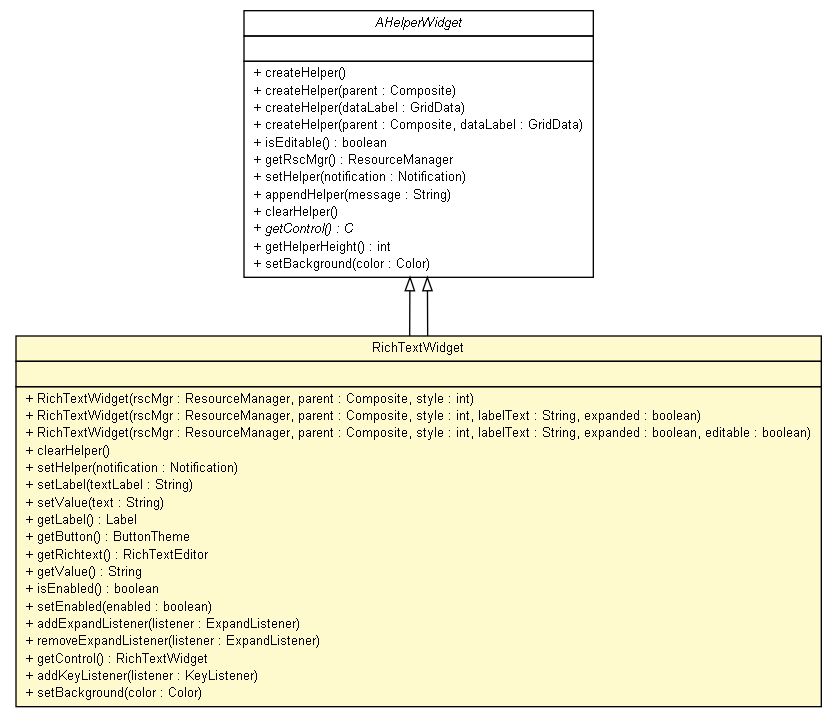 AHelperWidget
+ createHelper()
+ createHelper(parent : Composite)
+ createHelper(dataLabel : GridData)
+ createHelper(parent : Composite, dataLabel : GridData)
+ isEditable() : boolean
+ getRscMgr() : ResourceManager
+ setHelper(notification : Notification)
+ appendHelper(message : String)
+ clearHelper()
+ getControl() : C
+ getHelperHeight() : int
+ setBackground(color : Color)
RichTextWidget
+ RichTextWidget(rscMgr : ResourceManager, parent : Composite, style : int)
+ RichTextWidget(rscMgr : ResourceManager, parent : Composite, style : int, labelText : String, expanded : boolean)
+ RichTextWidget(rscMgr : ResourceManager, parent : Composite, style : int, labelText : String, expanded : boolean, editable : boolean)
+ clearHelper()
+ setHelper(notification : Notification)
+ setLabel(textLabel : String)
+ setValue(text : String)
+ getLabel() : Label
+ getButton() : ButtonTheme
+ getRichtext() : RichTextEditor
+ getValue() : String
+ isEnabled() : boolean
+ setEnabled(enabled : boolean)
+ addExpandListener(listener : ExpandListener)
+ removeExpandListener(listener : ExpandListener)
+ getControl() : RichTextWidget
+ addKeyListener(listener : KeyListener)
+ setBackground(color : Color)